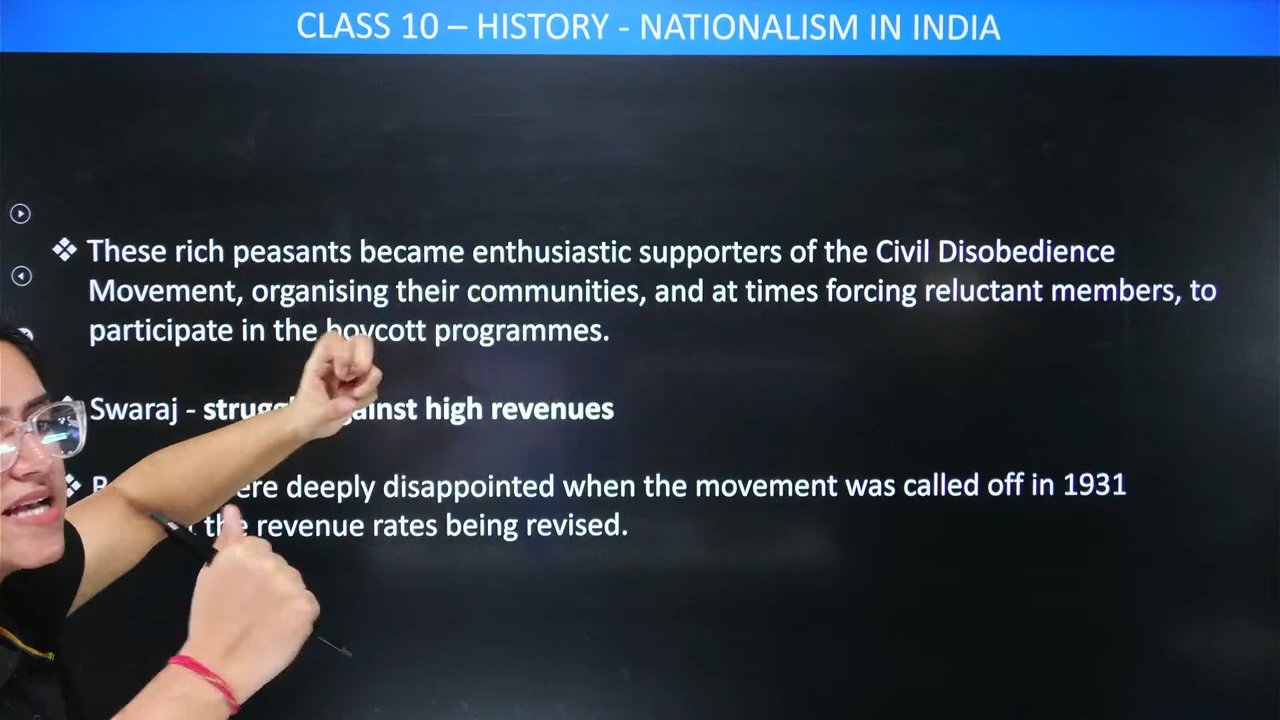 CLASS 10 – HISTORY - NATIONALISM IN INDIA
❖ These rich peasants became enthusiastic supporters of the Civil Disobedience
Movement, organising their communities, and at times forcing reluctant members, to
participate in the boycott programmes.
Swaraj - against high revenues
❖ deeply disappointed when the movement was called off in 1931
the revenue rates being revised.